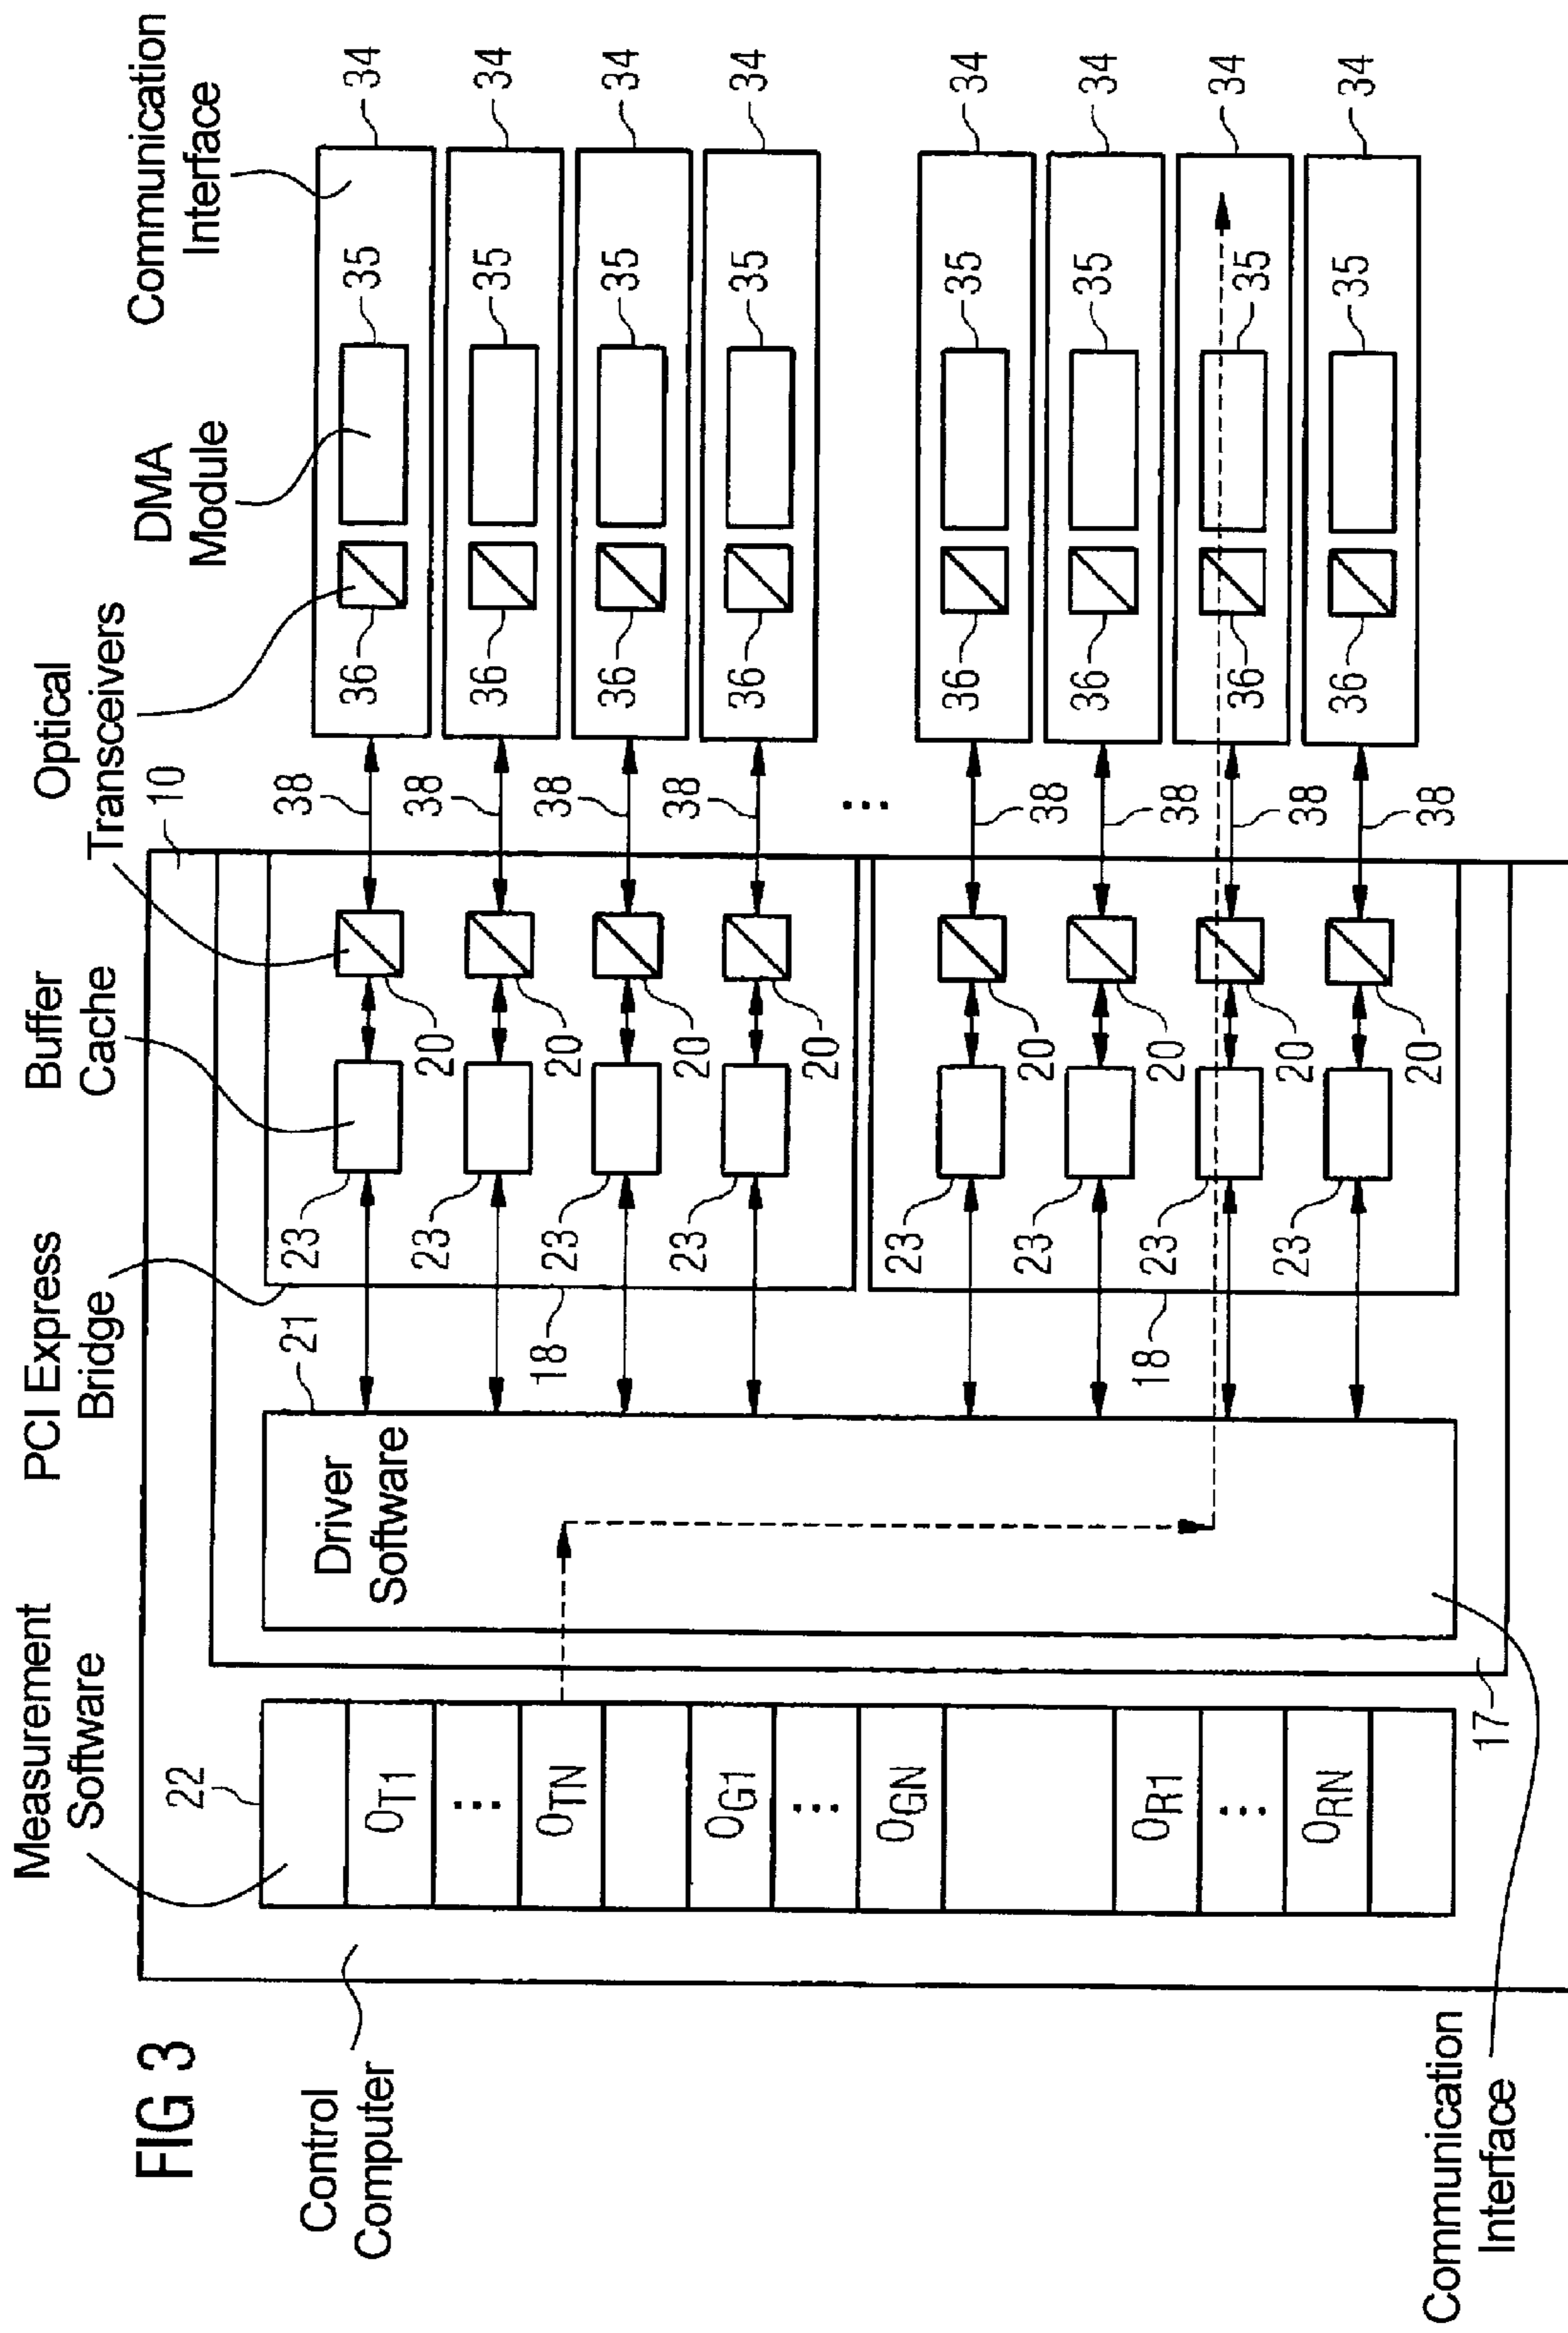 FIG 3
Control
Computer
Measurement
Software
PCI Express
Bridge
Buffer
Cache
Optical
Transceivers
DMA
Module
Communication
Interface
10
22
21
17
Driver
Software
O_T1
⋮
O_TN
O_G1
⋮
O_GN
O_R1
⋮
O_RN
18
18
23 20 38 36 35 34
23 20 38 36 35 34
23 20 38 36 35 34
23 20 38 36 35 34
...
23 20 38 36 35 34
23 20 38 36 35 34
23 20 38 36 35 34
23 20 38 36 35 34
Communication
Interface